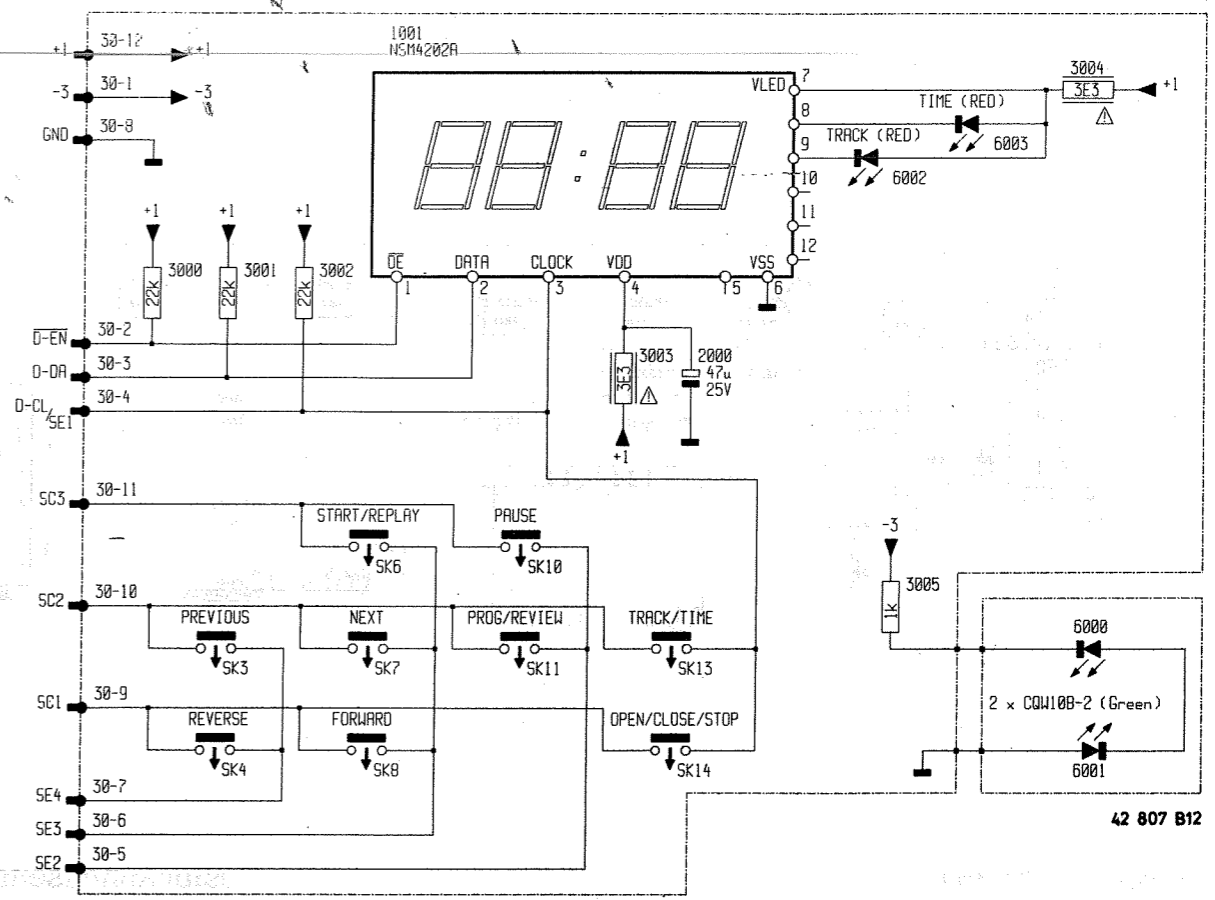 1001
NSM4202A
+1 30-12 +1
-3 30-1 -3
GND 30-8
VLED 7
8
9
10
11
12
TIME (RED)
6003
TRACK (RED)
6002
3004
3E3
+1
+1 +1 +1
3000 3001 3002
22k 22k 22k
OE DATA CLOCK VDD VSS
1 2 3 4 5 6
D-EN 30-2
D-DA 30-3
D-CL/SE1 30-4
3003
3E3
+1
2000
47u
25V
SC3 30-11
START/REPLAY
SK6
PAUSE
SK10
SC2 30-10
PREVIOUS
SK3
NEXT
SK7
PROG/REVIEW
SK11
TRACK/TIME
SK13
SC1 30-9
REVERSE
SK4
FORWARD
SK8
OPEN/CLOSE/STOP
SK14
SE4 30-7
SE3 30-6
SE2 30-5
-3
3005
1k
6000
2 x CQW10B-2 (Green)
6001
42 807 B12